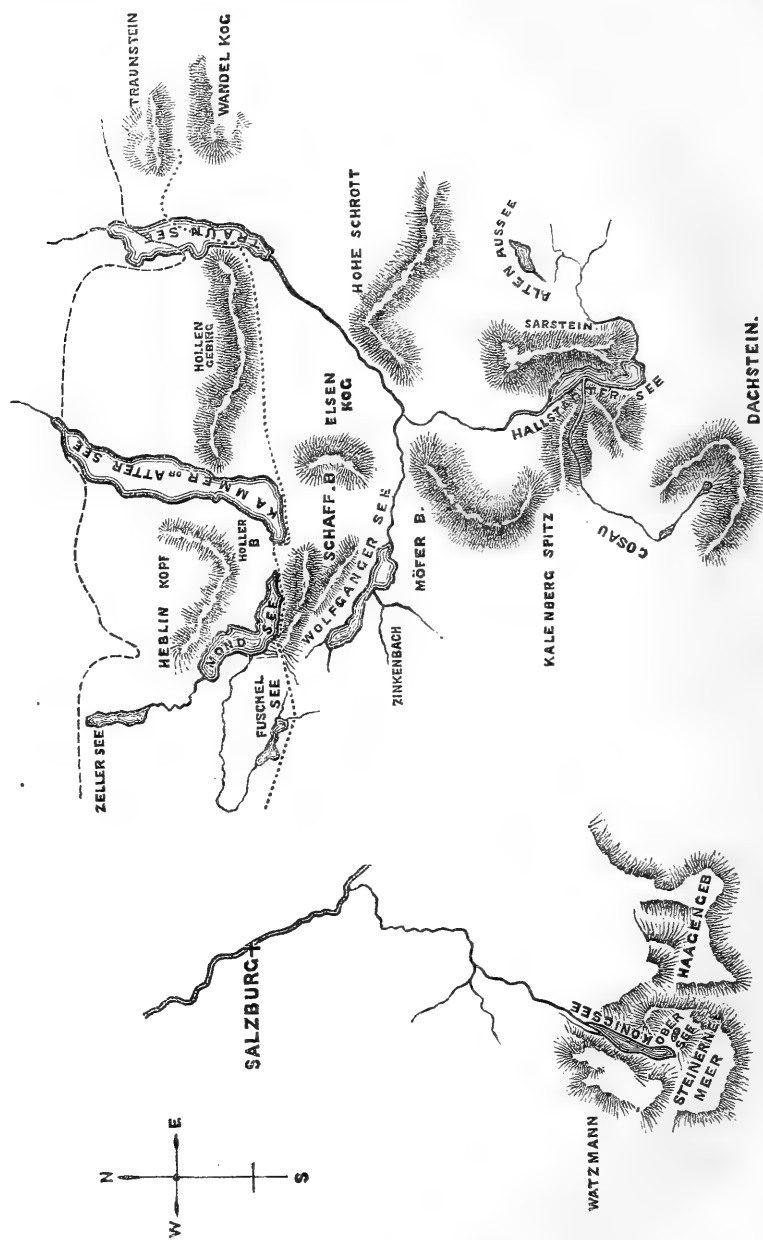 TRAUNSTEIN
WANDEL KOG
TRAUN. SEE
HOLLEN
GEBIRG
KAMMER OR ATTER SEE
HOLLER
B
HEBLIN KOPF
MOND
SEE
ZELLER SEE
FUSCHEL
SEE
SCHAFF. B
ELSEN
KOG
WOLFGANGER SEE
ZINKENBACH
MÖFER B.
HOHE SCHROTT
ALTEN AUSSEE
SARSTEIN.
HALLSTÄTTER SEE
KALENBERG SPITZ
GOSAU
DACHSTEIN.
SALZBURG
N
W
E
S
WATZMANN
KÖNIGSEE
OBER
SEE
STEINERNE
MEER
HAAGENGEB